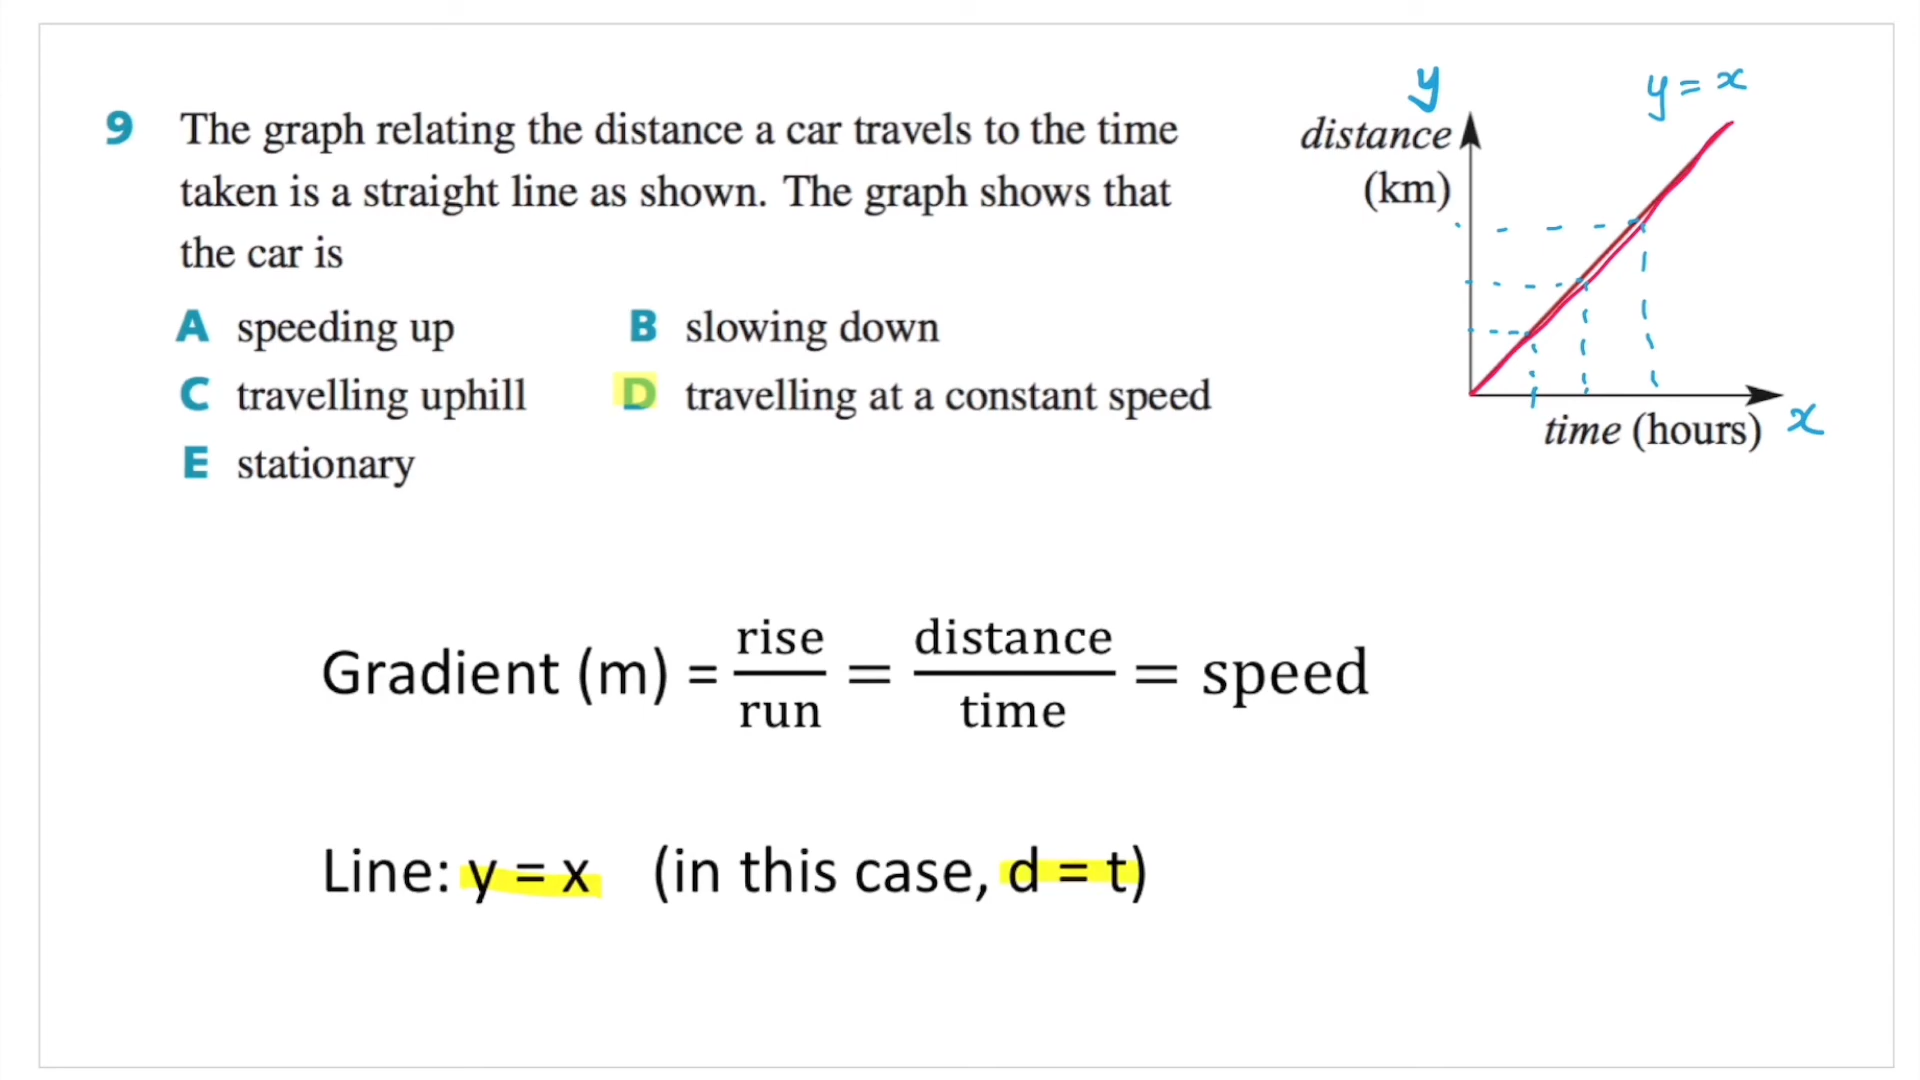 9 The graph relating the distance a car travels to the time
taken is a straight line as shown. The graph shows that
the car is
A speeding up B slowing down
C travelling uphill D travelling at a constant speed
E stationary
y
y = x
distance
(km)
time (hours) x
Gradient (m) = rise/run = distance/time = speed
Line: y = x (in this case, d = t)